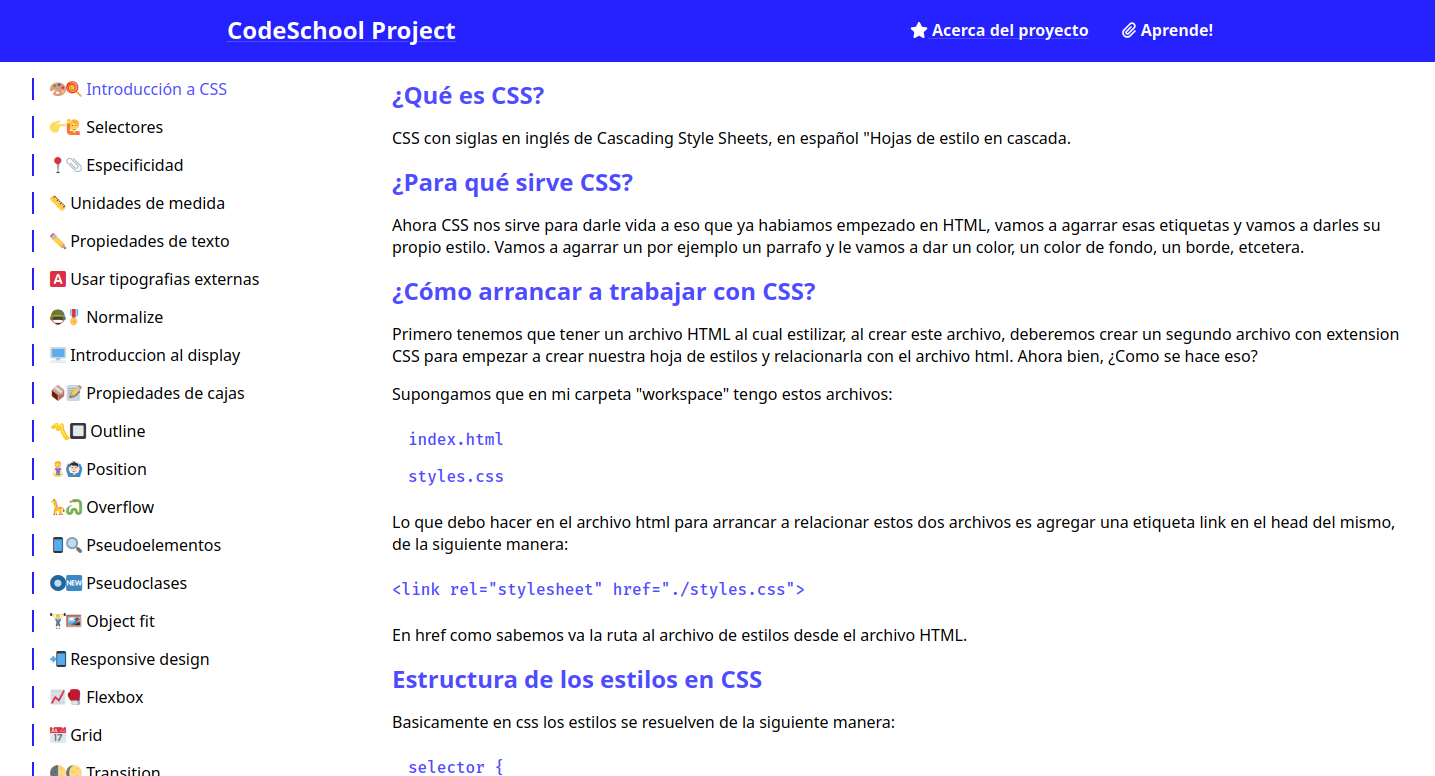 CodeSchool Project
Acerca del proyecto
Aprende!
Introducción a CSS
Selectores
Especificidad
Unidades de medida
Propiedades de texto
Usar tipografias externas
Normalize
Introduccion al display
Propiedades de cajas
Outline
Position
Overflow
Pseudoelementos
Pseudoclases
Object fit
Responsive design
Flexbox
Grid
Transition
¿Qué es CSS?
CSS con siglas en inglés de Cascading Style Sheets, en español "Hojas de estilo en cascada.
¿Para qué sirve CSS?
Ahora CSS nos sirve para darle vida a eso que ya habiamos empezado en HTML, vamos a agarrar esas etiquetas y vamos a darles su
propio estilo. Vamos a agarrar un por ejemplo un parrafo y le vamos a dar un color, un color de fondo, un borde, etcetera.
¿Cómo arrancar a trabajar con CSS?
Primero tenemos que tener un archivo HTML al cual estilizar, al crear este archivo, deberemos crear un segundo archivo con extension
CSS para empezar a crear nuestra hoja de estilos y relacionarla con el archivo html. Ahora bien, ¿Como se hace eso?
Supongamos que en mi carpeta "workspace" tengo estos archivos:
index.html
styles.css
Lo que debo hacer en el archivo html para arrancar a relacionar estos dos archivos es agregar una etiqueta link en el head del mismo,
de la siguiente manera:
<link rel="stylesheet" href="./styles.css">
En href como sabemos va la ruta al archivo de estilos desde el archivo HTML.
Estructura de los estilos en CSS
Basicamente en css los estilos se resuelven de la siguiente manera:
selector {